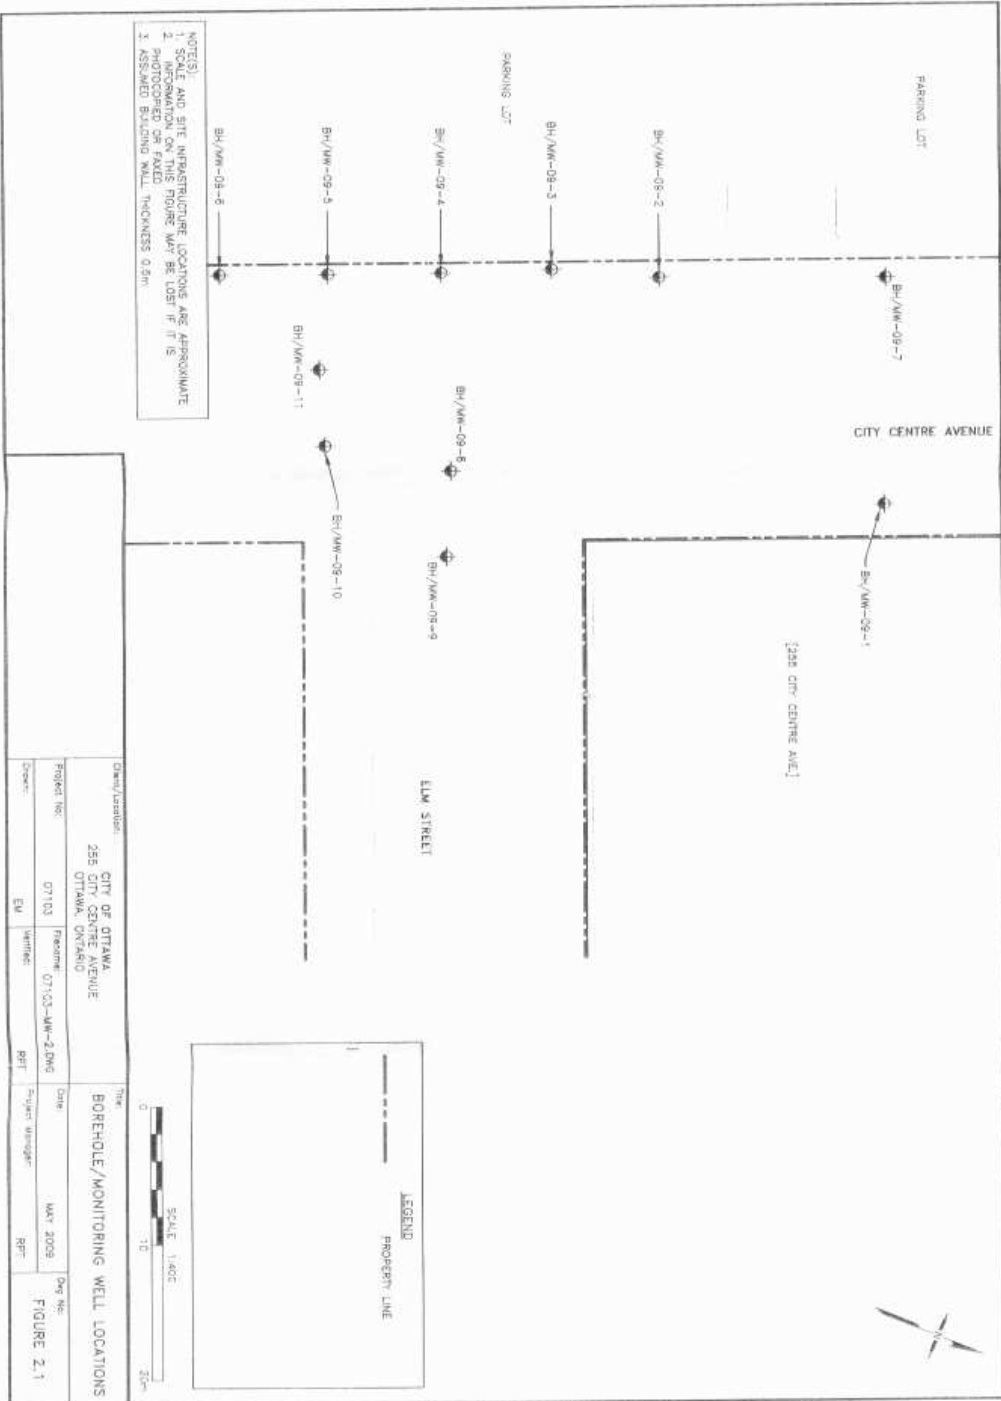 PARKING LOT
BH/MW-09-7
CITY CENTRE AVENUE
BH/MW-09-1
[255 CITY CENTRE AVE.]
PARKING LOT
BH/MW-09-2
BH/MW-09-3
BH/MW-09-4
BH/MW-09-5
BH/MW-09-6
BH/MW-09-8
BH/MW-09-9
BH/MW-09-10
BH/MW-09-11
ELM STREET
NOTE(S):
1. SCALE AND SITE INFRASTRUCTURE LOCATIONS ARE APPROXIMATE
2. INFORMATION ON THIS FIGURE MAY BE LOST IF IT IS
PHOTOCOPIED OR FAXED
3. ASSUMED BUILDING WALL THICKNESS 0.5m
N
LEGEND
PROPERTY LINE
SCALE 1:400
0 10 20m
Client/Location:
CITY OF OTTAWA
255 CITY CENTRE AVENUE
OTTAWA, ONTARIO
Title:
BOREHOLE/MONITORING WELL LOCATIONS
Project No: 07103
Filename: 07103-MW-2.DWG
Date: MAY 2009
Dwg No:
FIGURE 2.1
Drawn: EM
Verified: RPT
Project Manager: RPT